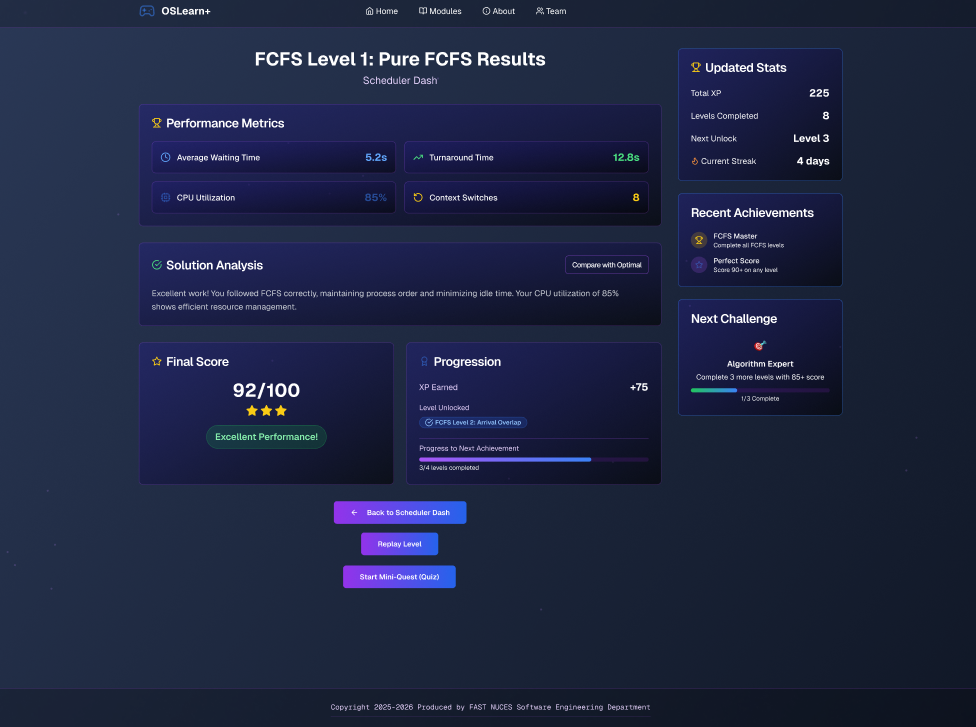 OSLearn+
Home
Modules
About
Team
FCFS Level 1: Pure FCFS Results
Scheduler Dash
Performance Metrics
Average Waiting Time
5.2s
Turnaround Time
12.8s
CPU Utilization
85%
Context Switches
8
Solution Analysis
Compare with Optimal
Excellent work! You followed FCFS correctly, maintaining process order and minimizing idle time. Your CPU utilization of 85%
shows efficient resource management.
Final Score
92/100
Excellent Performance!
Progression
XP Earned
+75
Level Unlocked
FCFS Level 2: Arrival Overlap
Progress to Next Achievement
3/4 levels completed
Back to Scheduler Dash
Replay Level
Start Mini-Quest (Quiz)
Updated Stats
Total XP
225
Levels Completed
8
Next Unlock
Level 3
Current Streak
4 days
Recent Achievements
FCFS Master
Complete all FCFS levels
Perfect Score
Score 90+ on any level
Next Challenge
Algorithm Expert
Complete 3 more levels with 85+ score
1/3 Complete
Copyright 2025-2026 Produced by FAST NUCES Software Engineering Department